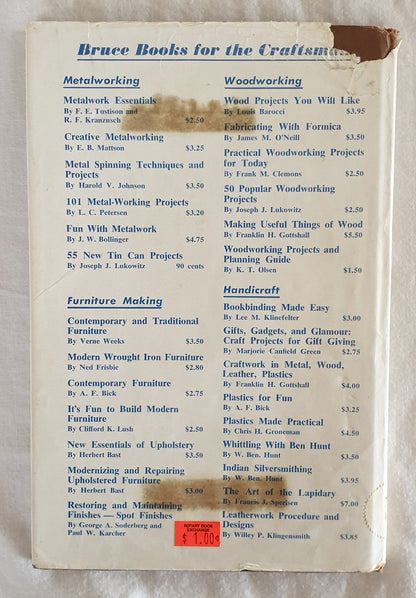 Bruce Books for the Craftsma
Metalworking
Metalwork Essentials
By F. E. Tustison and
R. F. Kranzusch $2.50
Creative Metalworking
By E. B. Mattson $3.25
Metal Spinning Techniques and
Projects
By Harold V. Johnson $3.50
101 Metal-Working Projects
By L. C. Petersen $3.20
Fun With Metalwork
By J. W. Bollinger $4.75
55 New Tin Can Projects
By Joseph J. Lukowitz 90 cents
Furniture Making
Contemporary and Traditional
Furniture
By Verne Weeks $3.50
Modern Wrought Iron Furniture
By Ned Frisbie $2.80
Contemporary Furniture
By A. F. Bick $2.75
It's Fun to Build Modern
Furniture
By Clifford K. Lush $2.50
New Essentials of Upholstery
By Herbert Bast $3.50
Modernizing and Repairing
Upholstered Furniture
By Herbert Bast $3.00
Restoring and Maintaining
Finishes — Spot Finishes
By George A. Soderberg and
Paul W. Karcher
ROTARY BOOK
EXCHANGE
$ 1.00¢
Woodworking
Wood Projects You Will Like
By Louis Barocci $3.95
Fabricating With Formica
By James M. O'Neill $3.50
Practical Woodworking Projects
for Today
By Frank M. Clemons $2.50
50 Popular Woodworking
Projects
By Joseph J. Lukowitz $2.50
Making Useful Things of Wood
By Franklin H. Gottshall $5.50
Woodworking Projects and
Planning Guide
By K. T. Olsen $1.50
Handicraft
Bookbinding Made Easy
By Lee M. Klinefelter $3.00
Gifts, Gadgets, and Glamour:
Craft Projects for Gift Giving
By Marjorie Canfield Green $2.75
Craftwork in Metal, Wood,
Leather, Plastics
By Franklin H. Gottshall $4.00
Plastics for Fun
By A. F. Bick $3.25
Plastics Made Practical
By Chris H. Groneman $4.50
Whittling With Ben Hunt
By W. Ben. Hunt $3.50
Indian Silversmithing
By W. Ben. Hunt $3.95
The Art of the Lapidary
By Francis J. Sperisen $7.00
Leatherwork Procedure and
Designs
By Willey P. Klingensmith $3.85